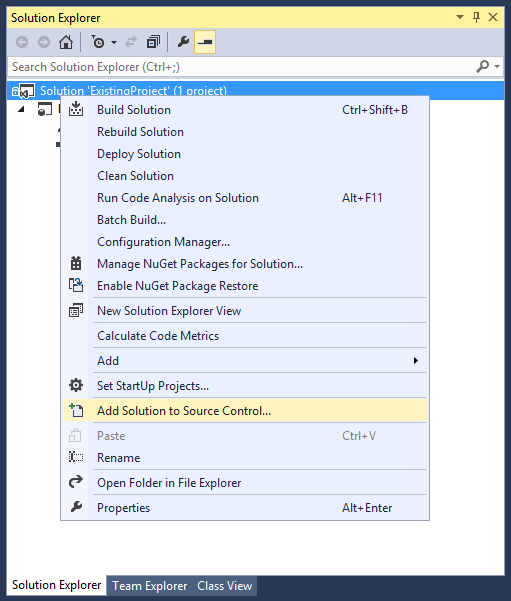 Solution Explorer
Search Solution Explorer (Ctrl+;)
Solution 'ExistingProject' (1 project)
Build Solution Ctrl+Shift+B
Rebuild Solution
Deploy Solution
Clean Solution
Run Code Analysis on Solution Alt+F11
Batch Build...
Configuration Manager...
Manage NuGet Packages for Solution...
Enable NuGet Package Restore
New Solution Explorer View
Calculate Code Metrics
Add
Set StartUp Projects...
Add Solution to Source Control...
Paste Ctrl+V
Rename
Open Folder in File Explorer
Properties Alt+Enter
Solution Explorer Team Explorer Class View